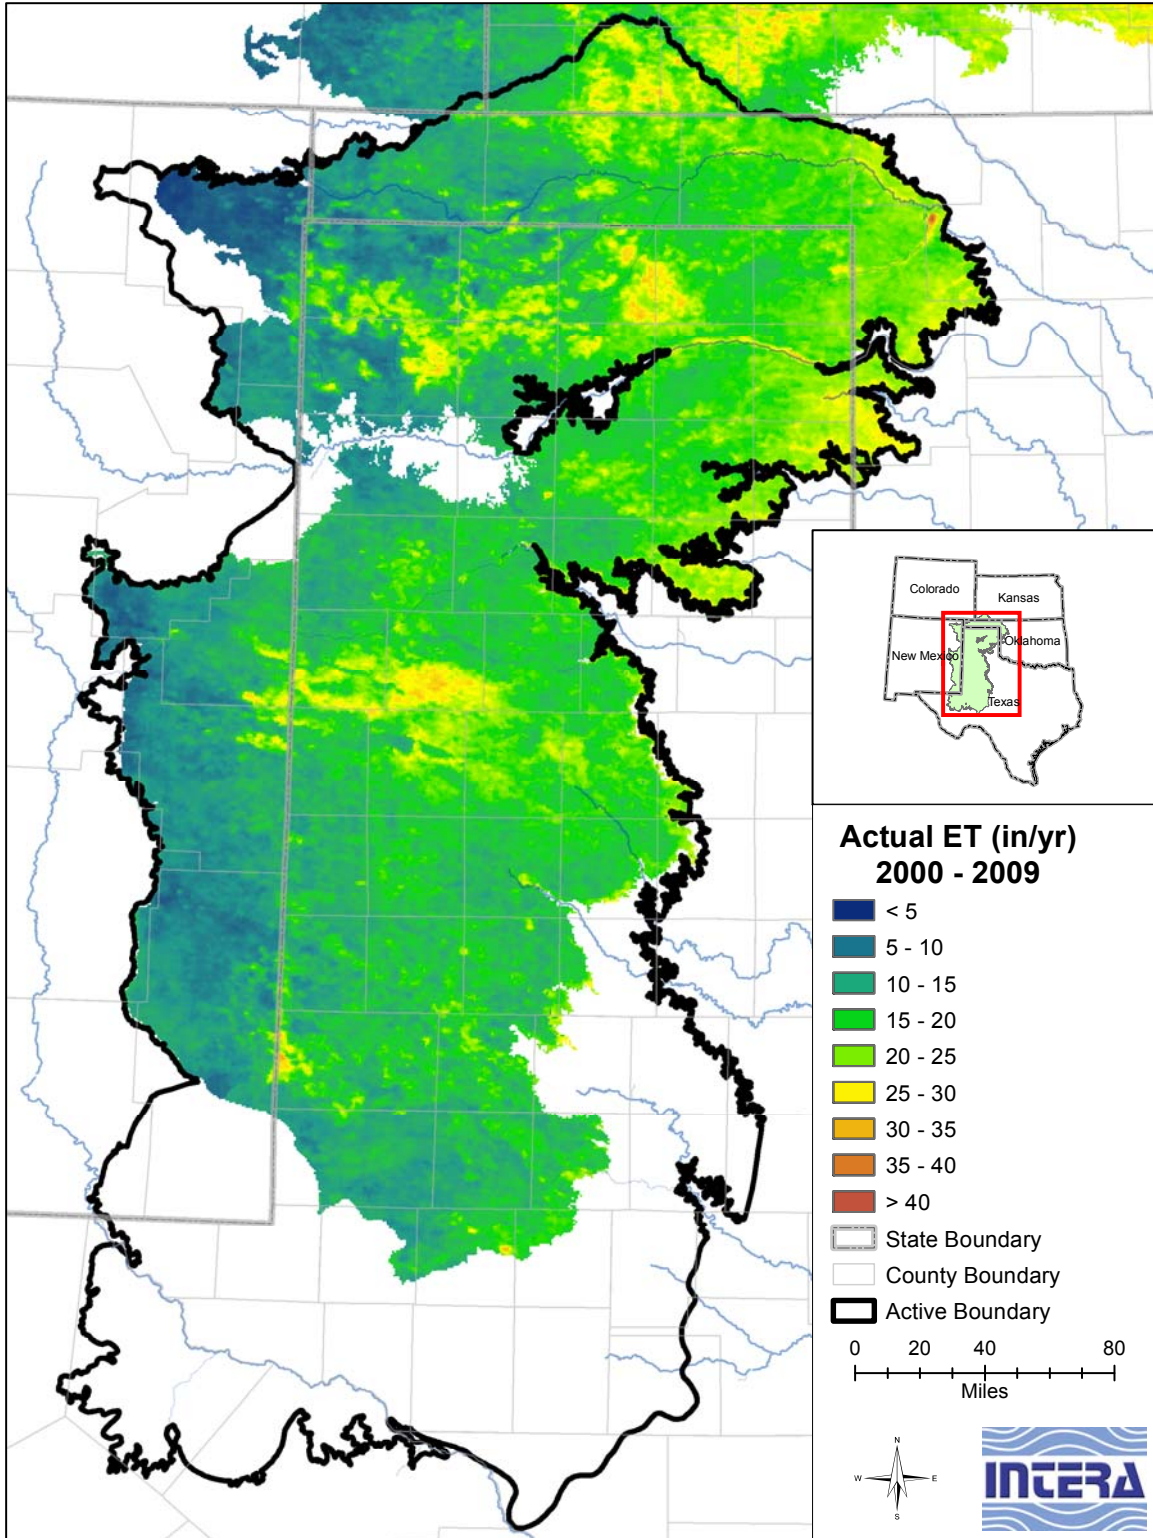 Colorado
Kansas
New Mexico
Oklahoma
Texas
Actual ET (in/yr)
2000 - 2009
< 5
5 - 10
10 - 15
15 - 20
20 - 25
25 - 30
30 - 35
35 - 40
> 40
State Boundary
County Boundary
Active Boundary
0 20 40 80
Miles
N
W E
S
INTERA